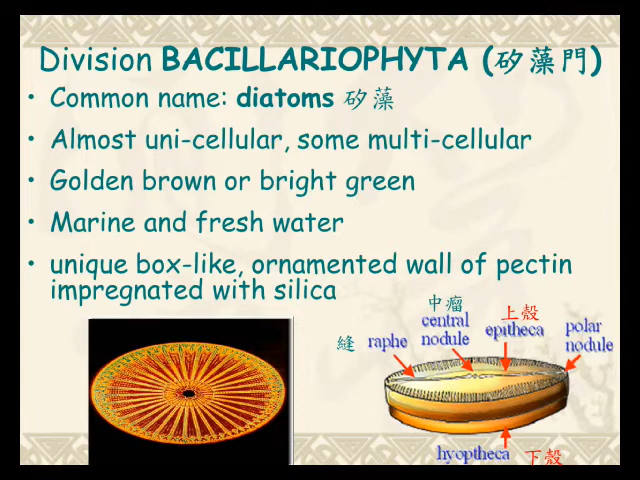 Division BACILLARIOPHYTA (矽藻門)
• Common name: diatoms 矽藻
• Almost uni-cellular, some multi-cellular
• Golden brown or bright green
• Marine and fresh water
• unique box-like, ornamented wall of pectin
impregnated with silica
中瘤
上殼
central
nodule
epitheca
polar
nodule
縫 raphe
hyoptheca 下殼